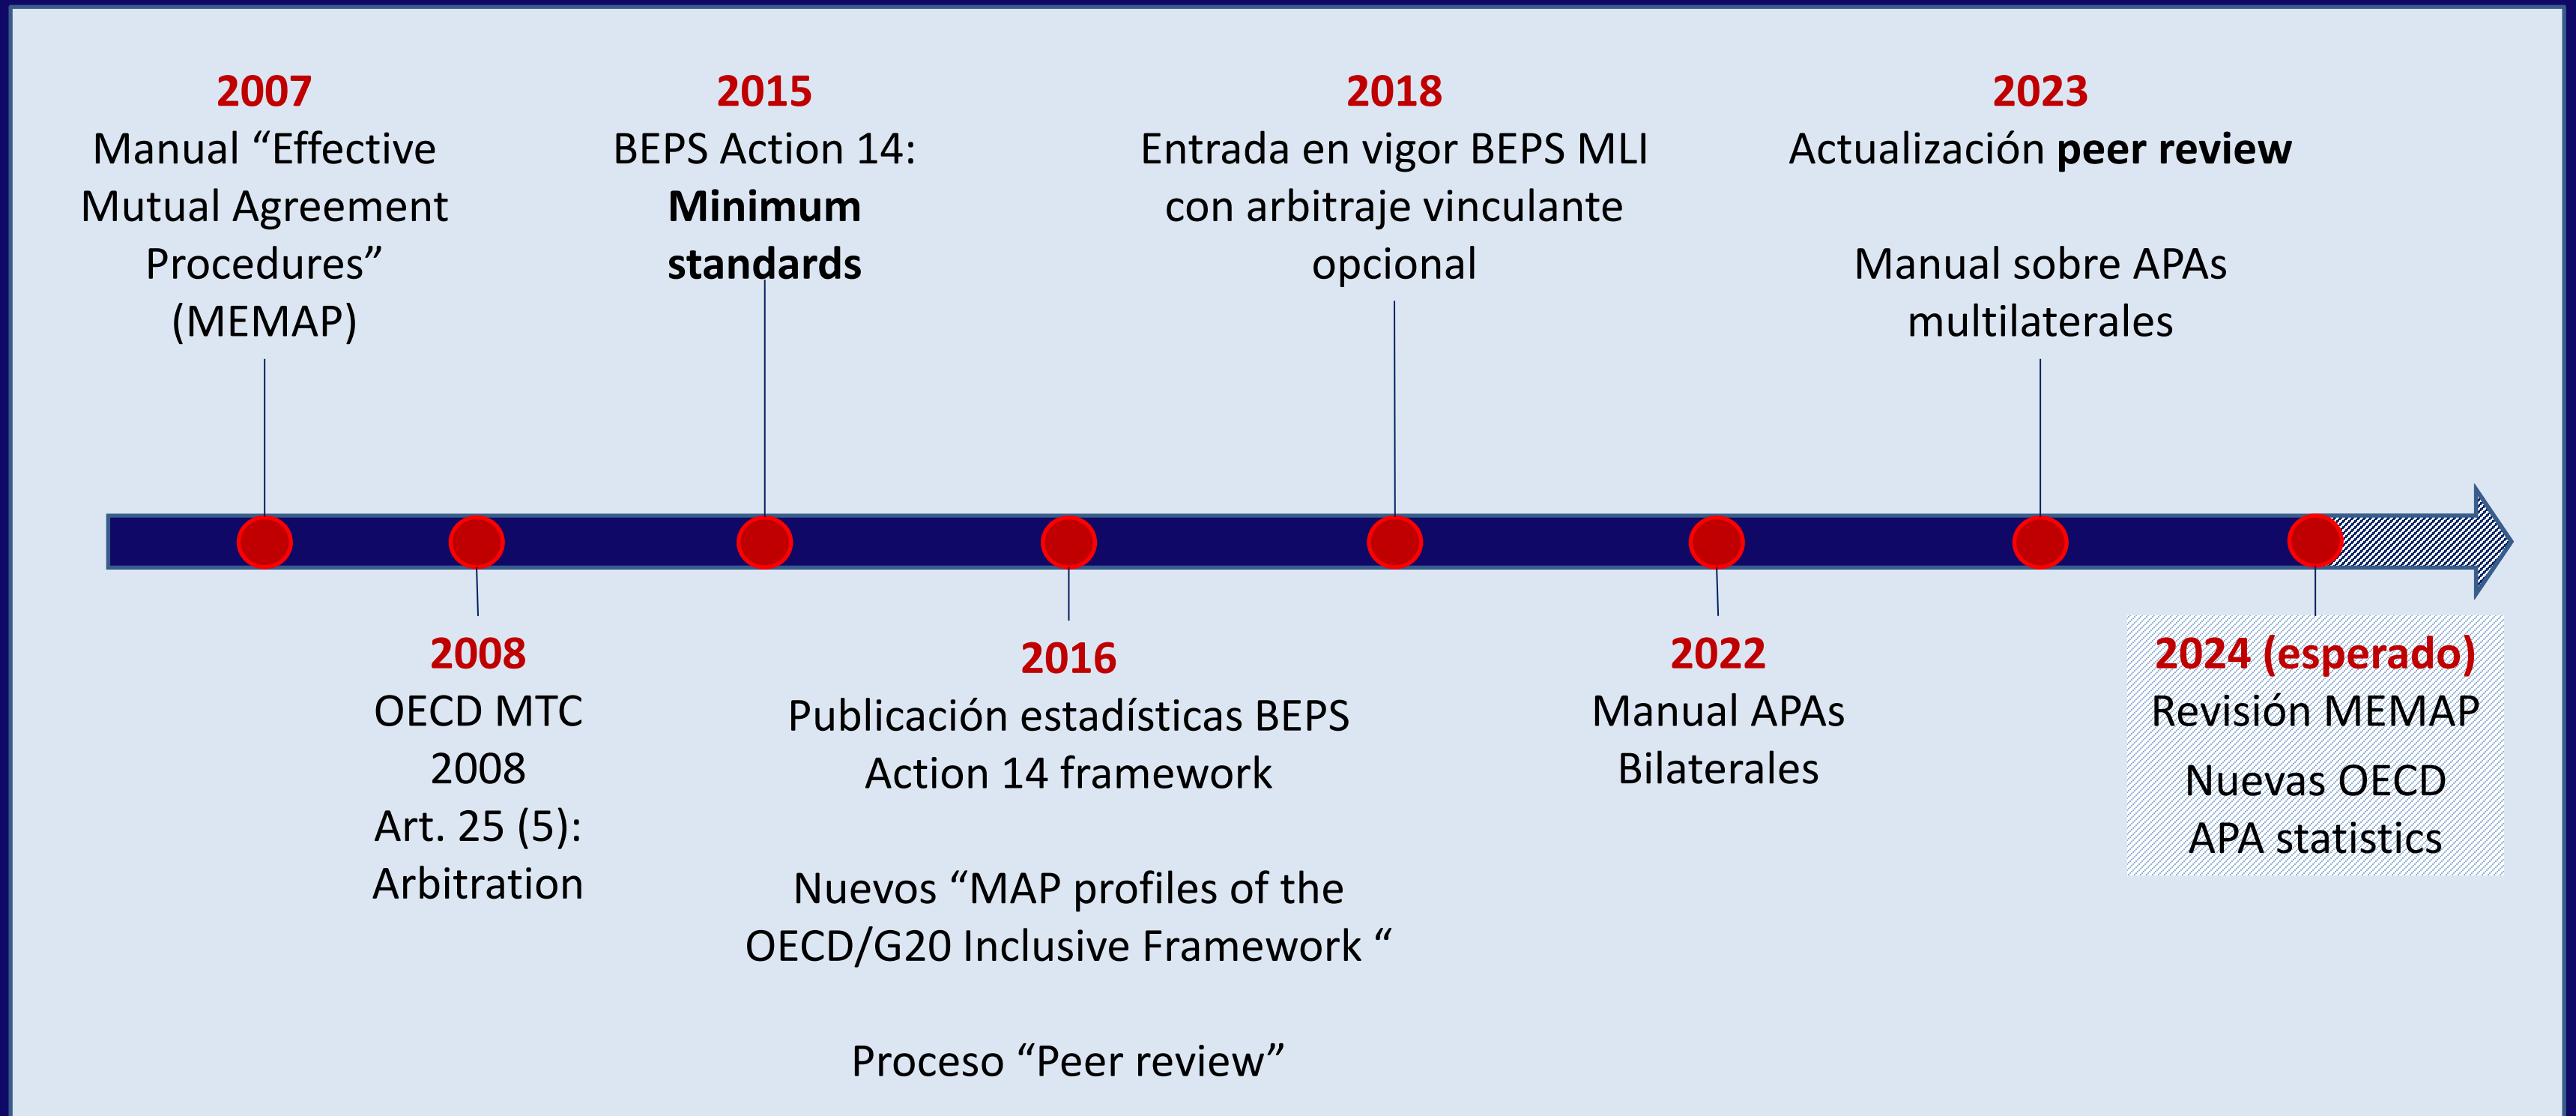 2007
Manual “Effective
Mutual Agreement
Procedures”
(MEMAP)
2015
BEPS Action 14:
Minimum
standards
2018
Entrada en vigor BEPS MLI
con arbitraje vinculante
opcional
2023
Actualización peer review
Manual sobre APAs
multilaterales
2008
OECD MTC
2008
Art. 25 (5):
Arbitration
2016
Publicación estadísticas BEPS
Action 14 framework
Nuevos “MAP profiles of the
OECD/G20 Inclusive Framework “
Proceso “Peer review”
2022
Manual APAs
Bilaterales
2024 (esperado)
Revisión MEMAP
Nuevas OECD
APA statistics